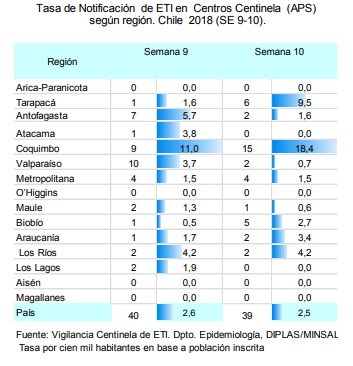 Tasa de Notificación de ETI en Centros Centinela (APS)
según región. Chile 2018 (SE 9-10).
Región Semana 9 Semana 10
Arica-Paranicota 0 0,0 0 0,0
Tarapacá 1 1,6 6 9,5
Antofagasta 7 5,7 2 1,6
Atacama 1 3,8 0 0,0
Coquimbo 9 11,0 15 18,4
Valparaíso 10 3,7 2 0,7
Metropolitana 4 1,5 4 1,5
O'Higgins 0 0,0 0 0,0
Maule 2 1,3 1 0,6
Biobío 1 0,5 5 2,7
Araucanía 1 1,7 2 3,4
Los Ríos 2 4,2 2 4,2
Los Lagos 2 1,9 0 0,0
Aisén 0 0,0 0 0,0
Magallanes 0 0,0 0 0,0
País 40 2,6 39 2,5
Fuente: Vigilancia Centinela de ETI. Dpto. Epidemiología, DIPLAS/MINSAL
Tasa por cien mil habitantes en base a población inscrita